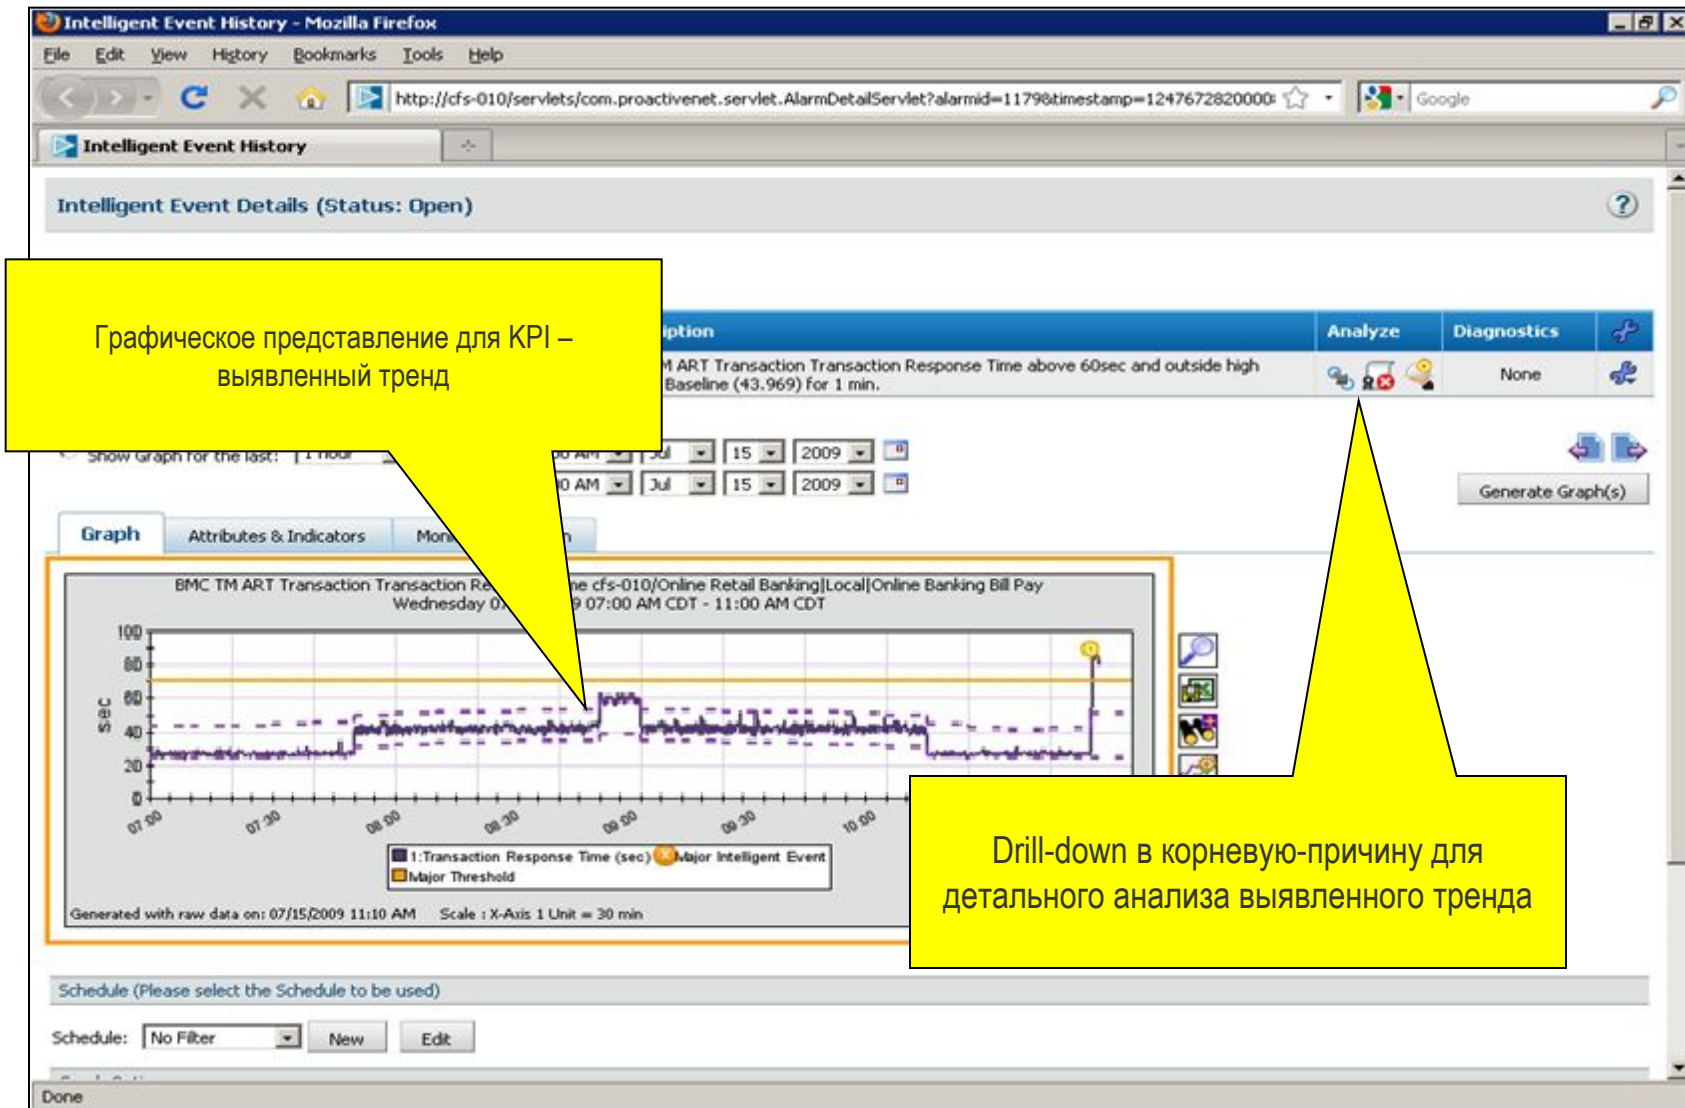 Intelligent Event History - Mozilla Firefox
File Edit View History Bookmarks Tools Help
http://cfs-010/servlets/com.proactivenet.servlet.AlarmDetailServlet?alarmid=1179&timestamp=1247672820000
Google
Intelligent Event History
Intelligent Event Details (Status: Open)
Графическое представление для KPI –
выявленный тренд
Analyze Diagnostics
ART Transaction Transaction Response Time above 60sec and outside high
Baseline (43.969) for 1 min.
None
Show Graph for the last: 1 hour
AM Jul 15 2009
AM Jul 15 2009
Generate Graph(s)
Graph Attributes & Indicators
BMC TM ART Transaction Transaction cfs-010/Online Retail Banking|Local|Online Banking Bill Pay
Wednesday 07:00 AM CDT - 11:00 AM CDT
100
80
60
40
20
0
sec
07:00 07:30 08:00 08:30 09:00 09:30 10:00
1:Transaction Response Time (sec) Major Intelligent Event
Major Threshold
Generated with raw data on: 07/15/2009 11:10 AM Scale : X-Axis 1 Unit = 30 min
Drill-down в корневую-причину для
детального анализа выявленного тренда
Schedule (Please select the Schedule to be used)
Schedule: No Filter New Edit
Done